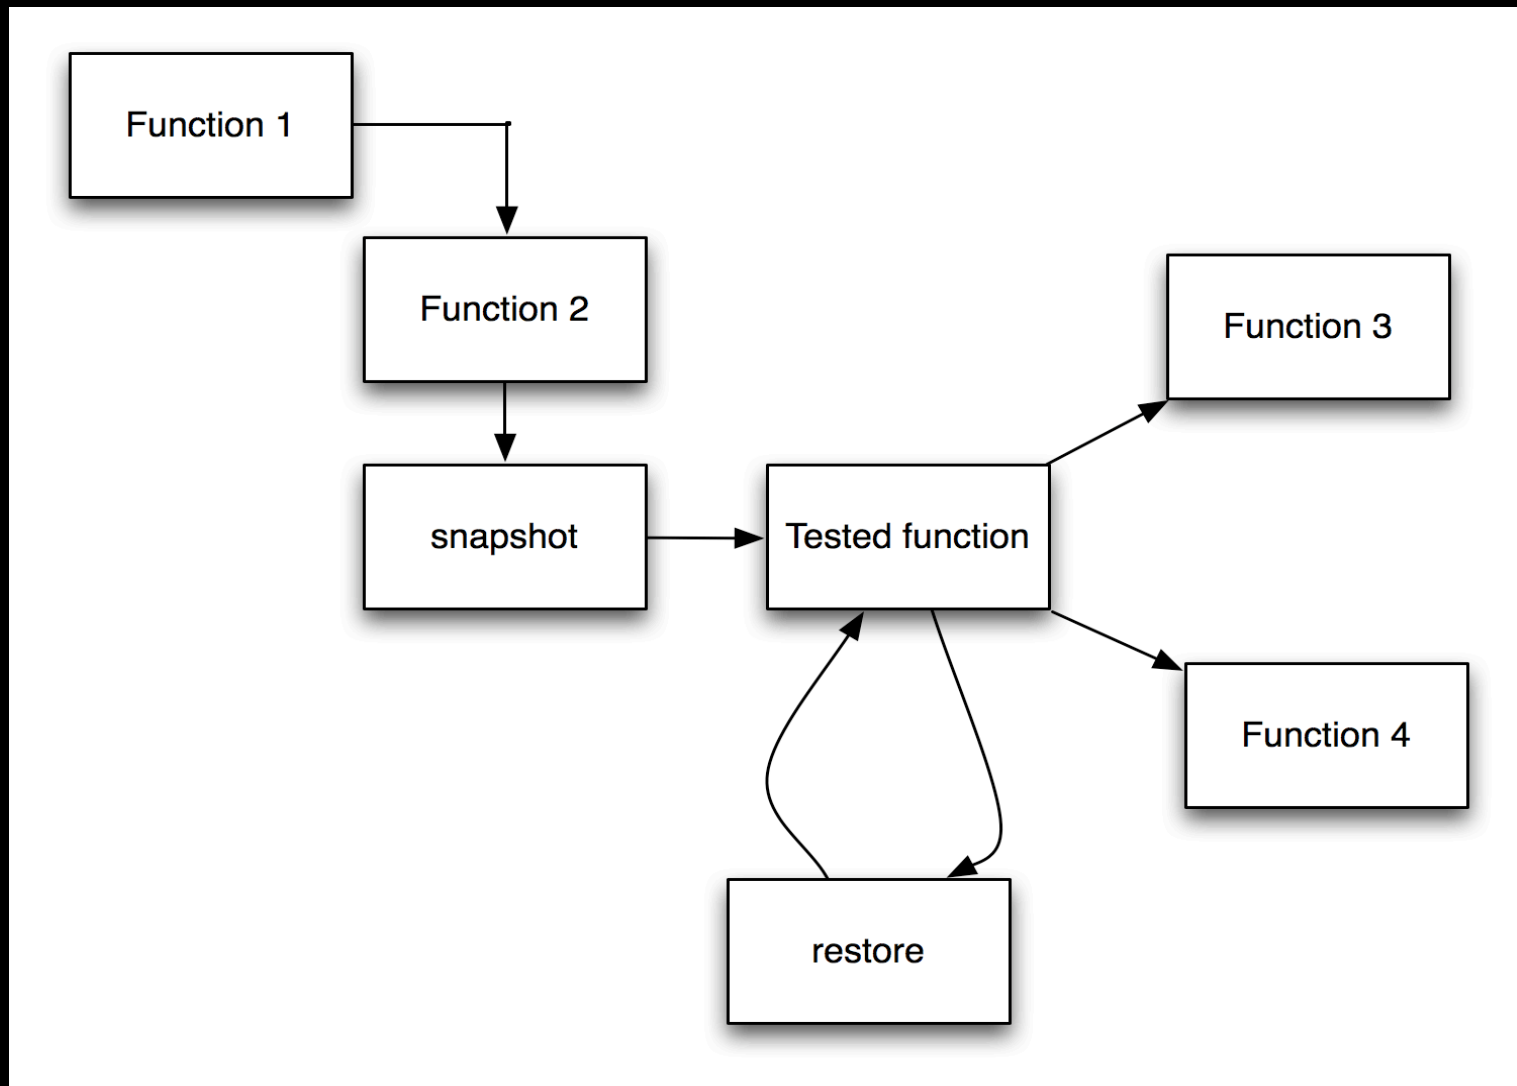 Function 1
Function 2
Function 3
snapshot
Tested function
Function 4
restore